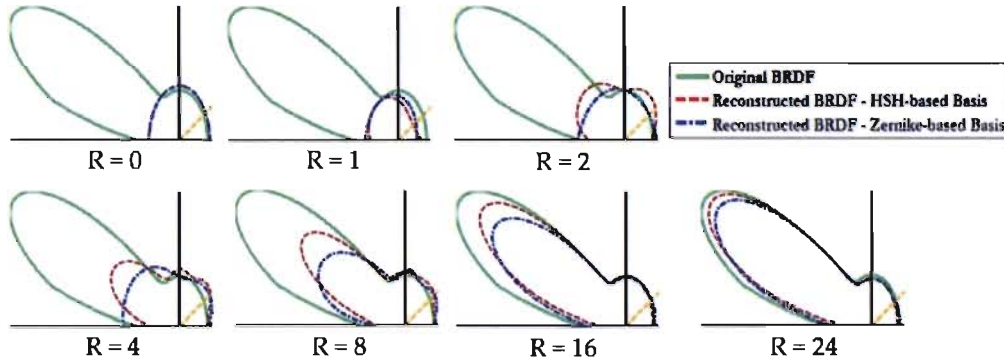 Original BRDF
Reconstructed BRDF - HSH-based Basis
Reconstructed BRDF - Zernike-based Basis
R = 0
R = 1
R = 2
R = 4
R = 8
R = 16
R = 24